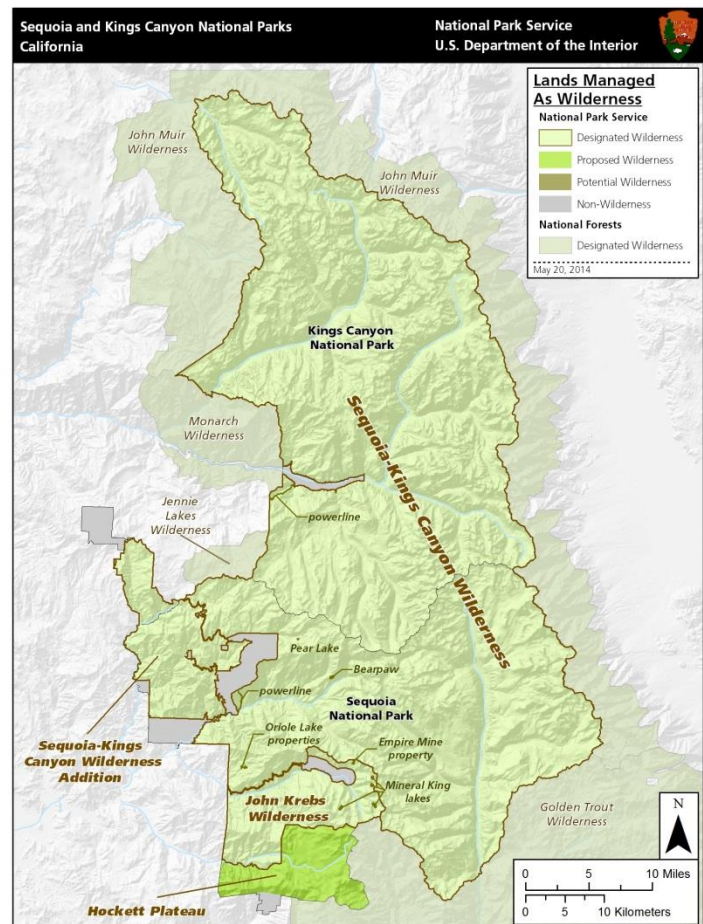 Sequoia and Kings Canyon National Parks
California
National Park Service
U.S. Department of the Interior
Lands Managed
As Wilderness
National Park Service
Designated Wilderness
Proposed Wilderness
Potential Wilderness
Non-Wilderness
National Forests
Designated Wilderness
May 20, 2014
John Muir
Wilderness
John Muir
Wilderness
Kings Canyon
National Park
Sequoia-Kings Canyon Wilderness
Monarch
Wilderness
Jennie
Lakes
Wilderness
powerline
Pear Lake
Bearpaw
powerline
Sequoia
National Park
Oriole Lake
properties
Empire Mine
property
Sequoia-Kings
Canyon Wilderness
Addition
Mineral King
lakes
John Krebs
Wilderness
Golden Trout
Wilderness
Hockett Plateau
N
0 5 10 Miles
0 5 10 Kilometers